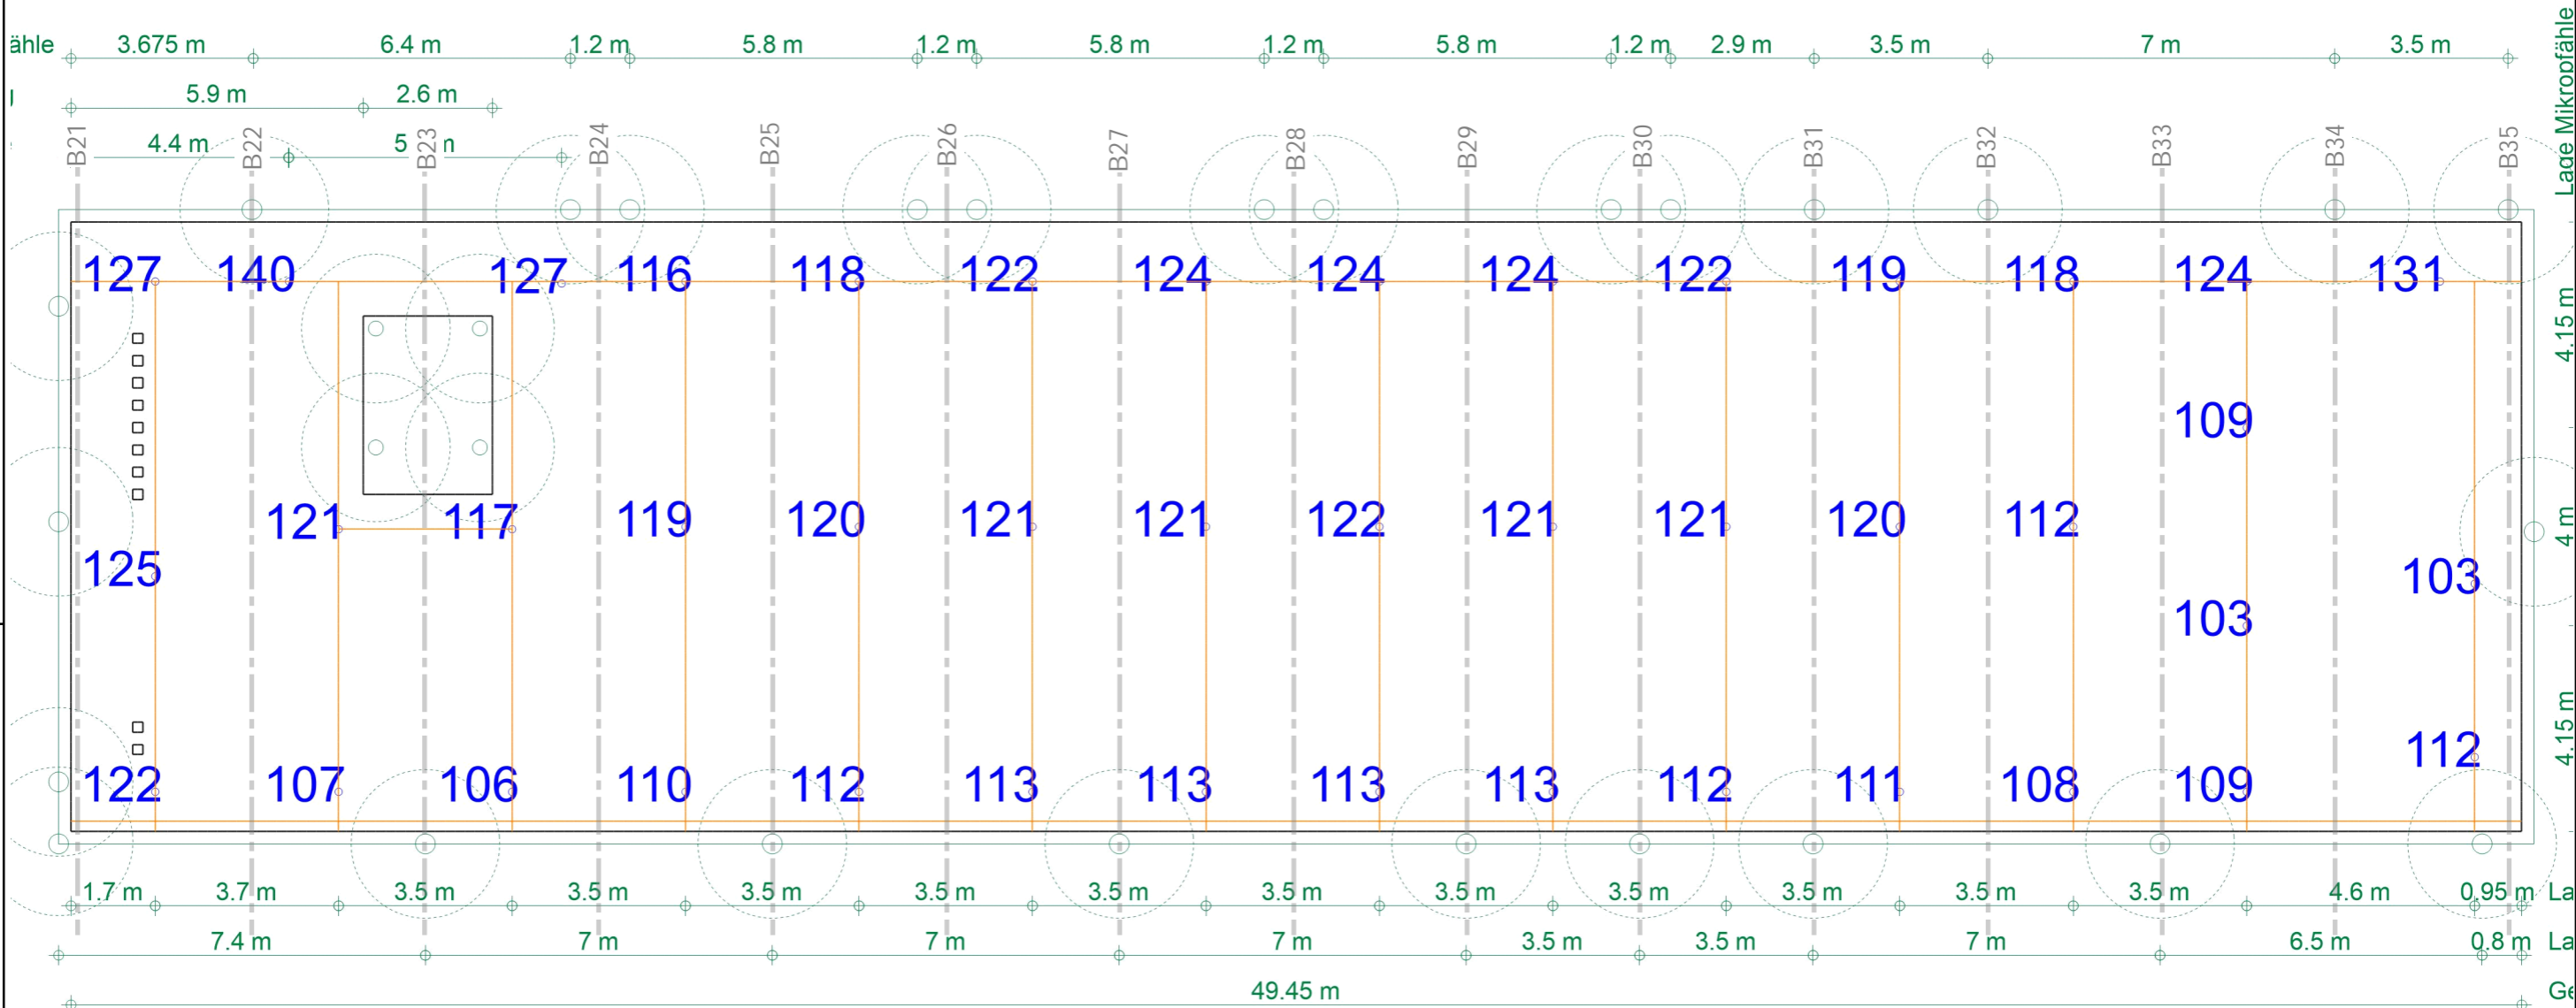 ähle 3.675 m 6.4 m 1.2 m 5.8 m 1.2 m 5.8 m 1.2 m 5.8 m 1.2 m 2.9 m 3.5 m 7 m 3.5 m
5.9 m 2.6 m
4.4 m 5
B21 B22 B23 B24 B25 B26 B27 B28 B29 B30 B31 B32 B33 B34 B35
Lage Mikropfähle
127 140 127 116 118 122 124 124 124 122 119 118 124 131
4.15 m
109
121 117 119 120 121 121 122 121 121 120 112
4 m
125 103
103
112
4.15 m
122 107 106 110 112 113 113 113 113 112 111 108 109
1.7 m 3.7 m 3.5 m 3.5 m 3.5 m 3.5 m 3.5 m 3.5 m 3.5 m 3.5 m 3.5 m 3.5 m 3.5 m 4.6 m 0.95 m La
7.4 m 7 m 7 m 7 m 3.5 m 3.5 m 7 m 6.5 m 0.8 m La
49.45 m